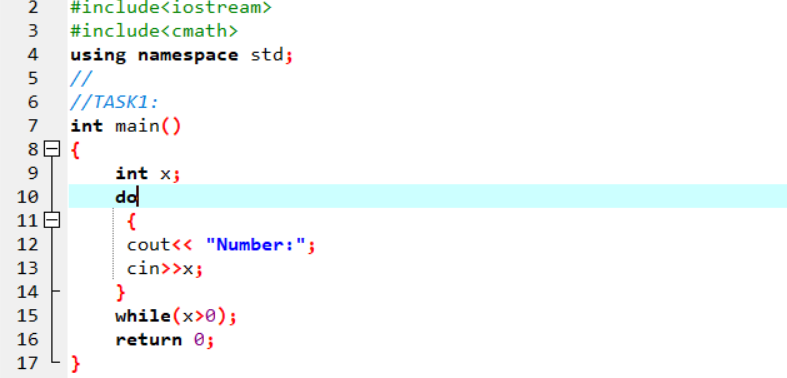 2 #include<iostream>
3 #include<cmath>
4 using namespace std;
5 //
6 //TASK1:
7 int main()
8 {
9 int x;
10 do
11 {
12 cout<< "Number:";
13 cin>>x;
14 }
15 while(x>0);
16 return 0;
17 }